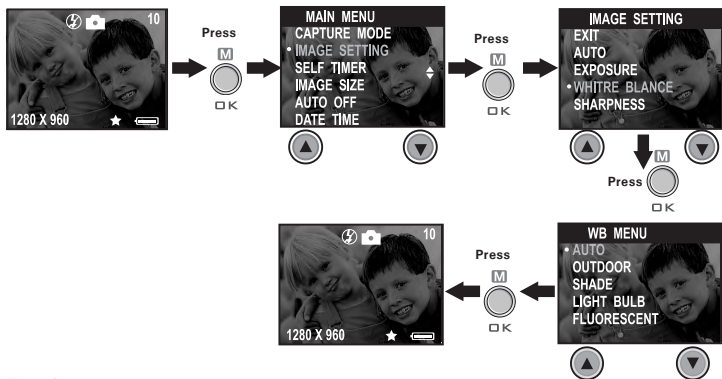 10
1280 X 960
Press
M
OK
MAIN MENU
CAPTURE MODE
• IMAGE SETTING
SELF TIMER
IMAGE SIZE
AUTO OFF
DATE TIME
Press
M
OK
IMAGE SETTING
EXIT
AUTO
EXPOSURE
• WHITRE BLANCE
SHARPNESS
Press
M
OK
WB MENU
• AUTO
OUTDOOR
SHADE
LIGHT BULB
FLUORESCENT
Press
M
OK
10
1280 X 960